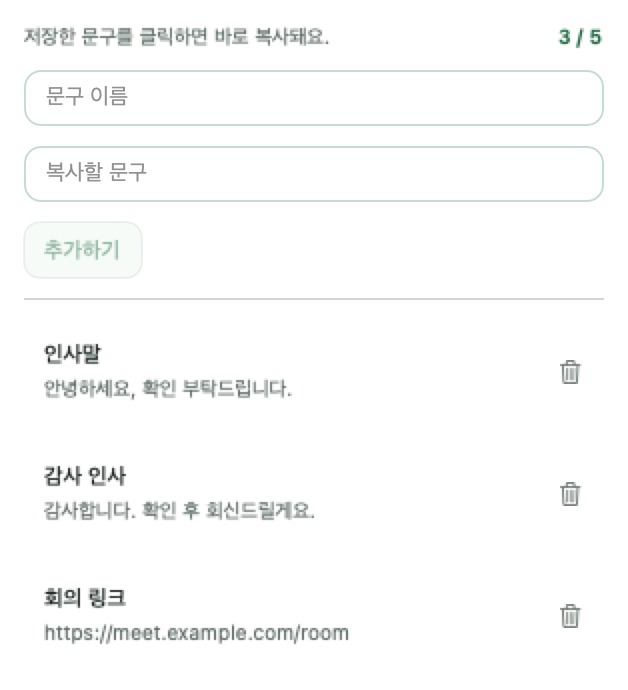 저장한 문구를 클릭하면 바로 복사돼요.
3 / 5
문구 이름
복사할 문구
추가하기
인사말
안녕하세요, 확인 부탁드립니다.
감사 인사
감사합니다. 확인 후 회신드릴게요.
회의 링크
https://meet.example.com/room